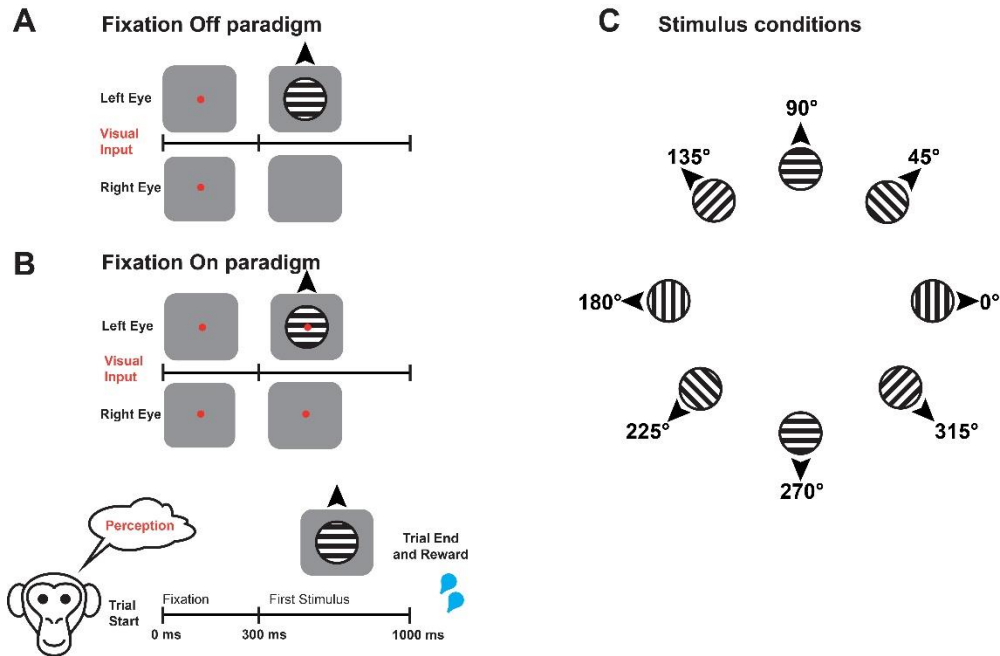 A
Fixation Off paradigm
Left Eye
Visual
Input
Right Eye
B
Fixation On paradigm
Left Eye
Visual
Input
Right Eye
Perception
Trial End
and Reward
Trial
Start
Fixation
First Stimulus
0 ms
300 ms
1000 ms
C
Stimulus conditions
90°
135°
45°
180°
0°
225°
315°
270°